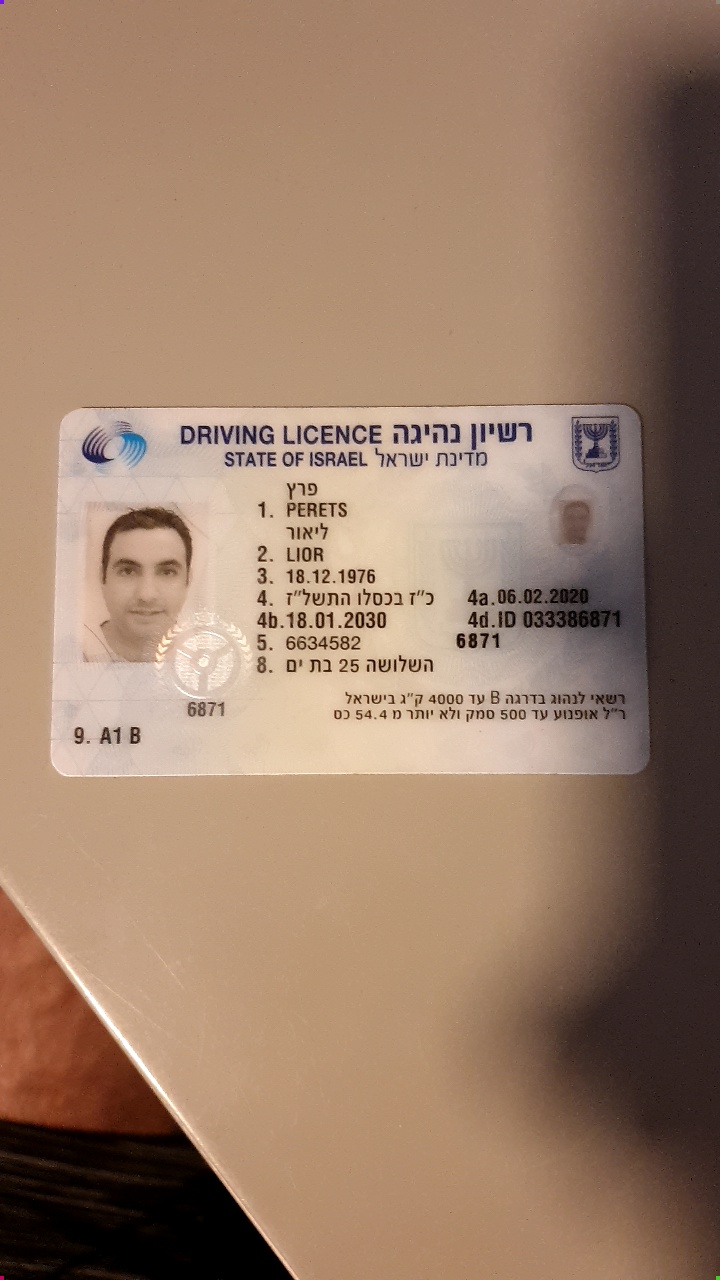 DRIVING LICENCE רשיון נהיגה
STATE OF ISRAEL מדינת ישראל
פרץ
1. PERETS
ליאור
2. LIOR
3. 18.12.1976
4. כ"ז בכסלו התשל"ז 4a.06.02.2020
4b.18.01.2030 4d.ID 033386871
5. 6634582 6871
8. השלושה 25 בת ים
רשאי לנהוג בדרגה B עד 4000 ק"ג בישראל
ר"ל אופנוע עד 500 סמק ולא יותר מ 54.4 כס
6871
9. A1 B